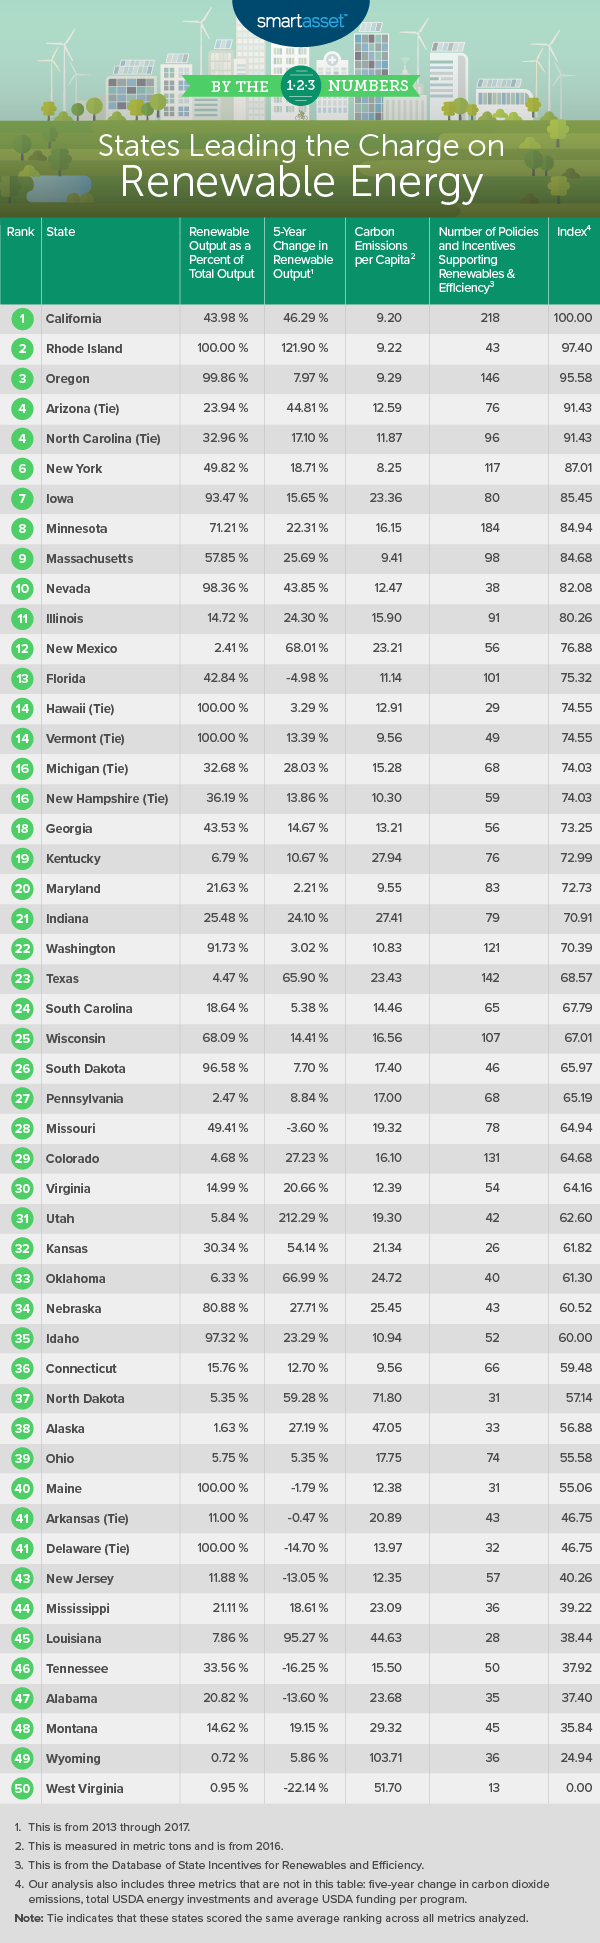 smartasset™
BY THE 1·2·3 NUMBERS
States Leading the Charge on
Renewable Energy
Rank State Renewable Output as a Percent of Total Output 5-Year Change in Renewable Output¹ Carbon Emissions per Capita² Number of Policies and Incentives Supporting Renewables & Efficiency³ Index⁴
1 California 43.98 % 46.29 % 9.20 218 100.00
2 Rhode Island 100.00 % 121.90 % 9.22 43 97.40
3 Oregon 99.86 % 7.97 % 9.29 146 95.58
4 Arizona (Tie) 23.94 % 44.81 % 12.59 76 91.43
4 North Carolina (Tie) 32.96 % 17.10 % 11.87 96 91.43
6 New York 49.82 % 18.71 % 8.25 117 87.01
7 Iowa 93.47 % 15.65 % 23.36 80 85.45
8 Minnesota 71.21 % 22.31 % 16.15 184 84.94
9 Massachusetts 57.85 % 25.69 % 9.41 98 84.68
10 Nevada 98.36 % 43.85 % 12.47 38 82.08
11 Illinois 14.72 % 24.30 % 15.90 91 80.26
12 New Mexico 2.41 % 68.01 % 23.21 56 76.88
13 Florida 42.84 % -4.98 % 11.14 101 75.32
14 Hawaii (Tie) 100.00 % 3.29 % 12.91 29 74.55
14 Vermont (Tie) 100.00 % 13.39 % 9.56 49 74.55
16 Michigan (Tie) 32.68 % 28.03 % 15.28 68 74.03
16 New Hampshire (Tie) 36.19 % 13.86 % 10.30 59 74.03
18 Georgia 43.53 % 14.67 % 13.21 56 73.25
19 Kentucky 6.79 % 10.67 % 27.94 76 72.99
20 Maryland 21.63 % 2.21 % 9.55 83 72.73
21 Indiana 25.48 % 24.10 % 27.41 79 70.91
22 Washington 91.73 % 3.02 % 10.83 121 70.39
23 Texas 4.47 % 65.90 % 23.43 142 68.57
24 South Carolina 18.64 % 5.38 % 14.46 65 67.79
25 Wisconsin 68.09 % 14.41 % 16.56 107 67.01
26 South Dakota 96.58 % 7.70 % 17.40 46 65.97
27 Pennsylvania 2.47 % 8.84 % 17.00 68 65.19
28 Missouri 49.41 % -3.60 % 19.32 78 64.94
29 Colorado 4.68 % 27.23 % 16.10 131 64.68
30 Virginia 14.99 % 20.66 % 12.39 54 64.16
31 Utah 5.84 % 212.29 % 19.30 42 62.60
32 Kansas 30.34 % 54.14 % 21.34 26 61.82
33 Oklahoma 6.33 % 66.99 % 24.72 40 61.30
34 Nebraska 80.88 % 27.71 % 25.45 43 60.52
35 Idaho 97.32 % 23.29 % 10.94 52 60.00
36 Connecticut 15.76 % 12.70 % 9.56 66 59.48
37 North Dakota 5.35 % 59.28 % 71.80 31 57.14
38 Alaska 1.63 % 27.19 % 47.05 33 56.88
39 Ohio 5.75 % 5.35 % 17.75 74 55.58
40 Maine 100.00 % -1.79 % 12.38 31 55.06
41 Arkansas (Tie) 11.00 % -0.47 % 20.89 43 46.75
41 Delaware (Tie) 100.00 % -14.70 % 13.97 32 46.75
43 New Jersey 11.88 % -13.05 % 12.35 57 40.26
44 Mississippi 21.11 % 18.61 % 23.09 36 39.22
45 Louisiana 7.86 % 95.27 % 44.63 28 38.44
46 Tennessee 33.56 % -16.25 % 15.50 50 37.92
47 Alabama 20.82 % -13.60 % 23.68 35 37.40
48 Montana 14.62 % 19.15 % 29.32 45 35.84
49 Wyoming 0.72 % 5.86 % 103.71 36 24.94
50 West Virginia 0.95 % -22.14 % 51.70 13 0.00
1. This is from 2013 through 2017.
2. This is measured in metric tons and is from 2016.
3. This is from the Database of State Incentives for Renewables and Efficiency.
4. Our analysis also includes three metrics that are not in this table: five-year change in carbon dioxide
emissions, total USDA energy investments and average USDA funding per program.
Note: Tie indicates that these states scored the same average ranking across all metrics analyzed.